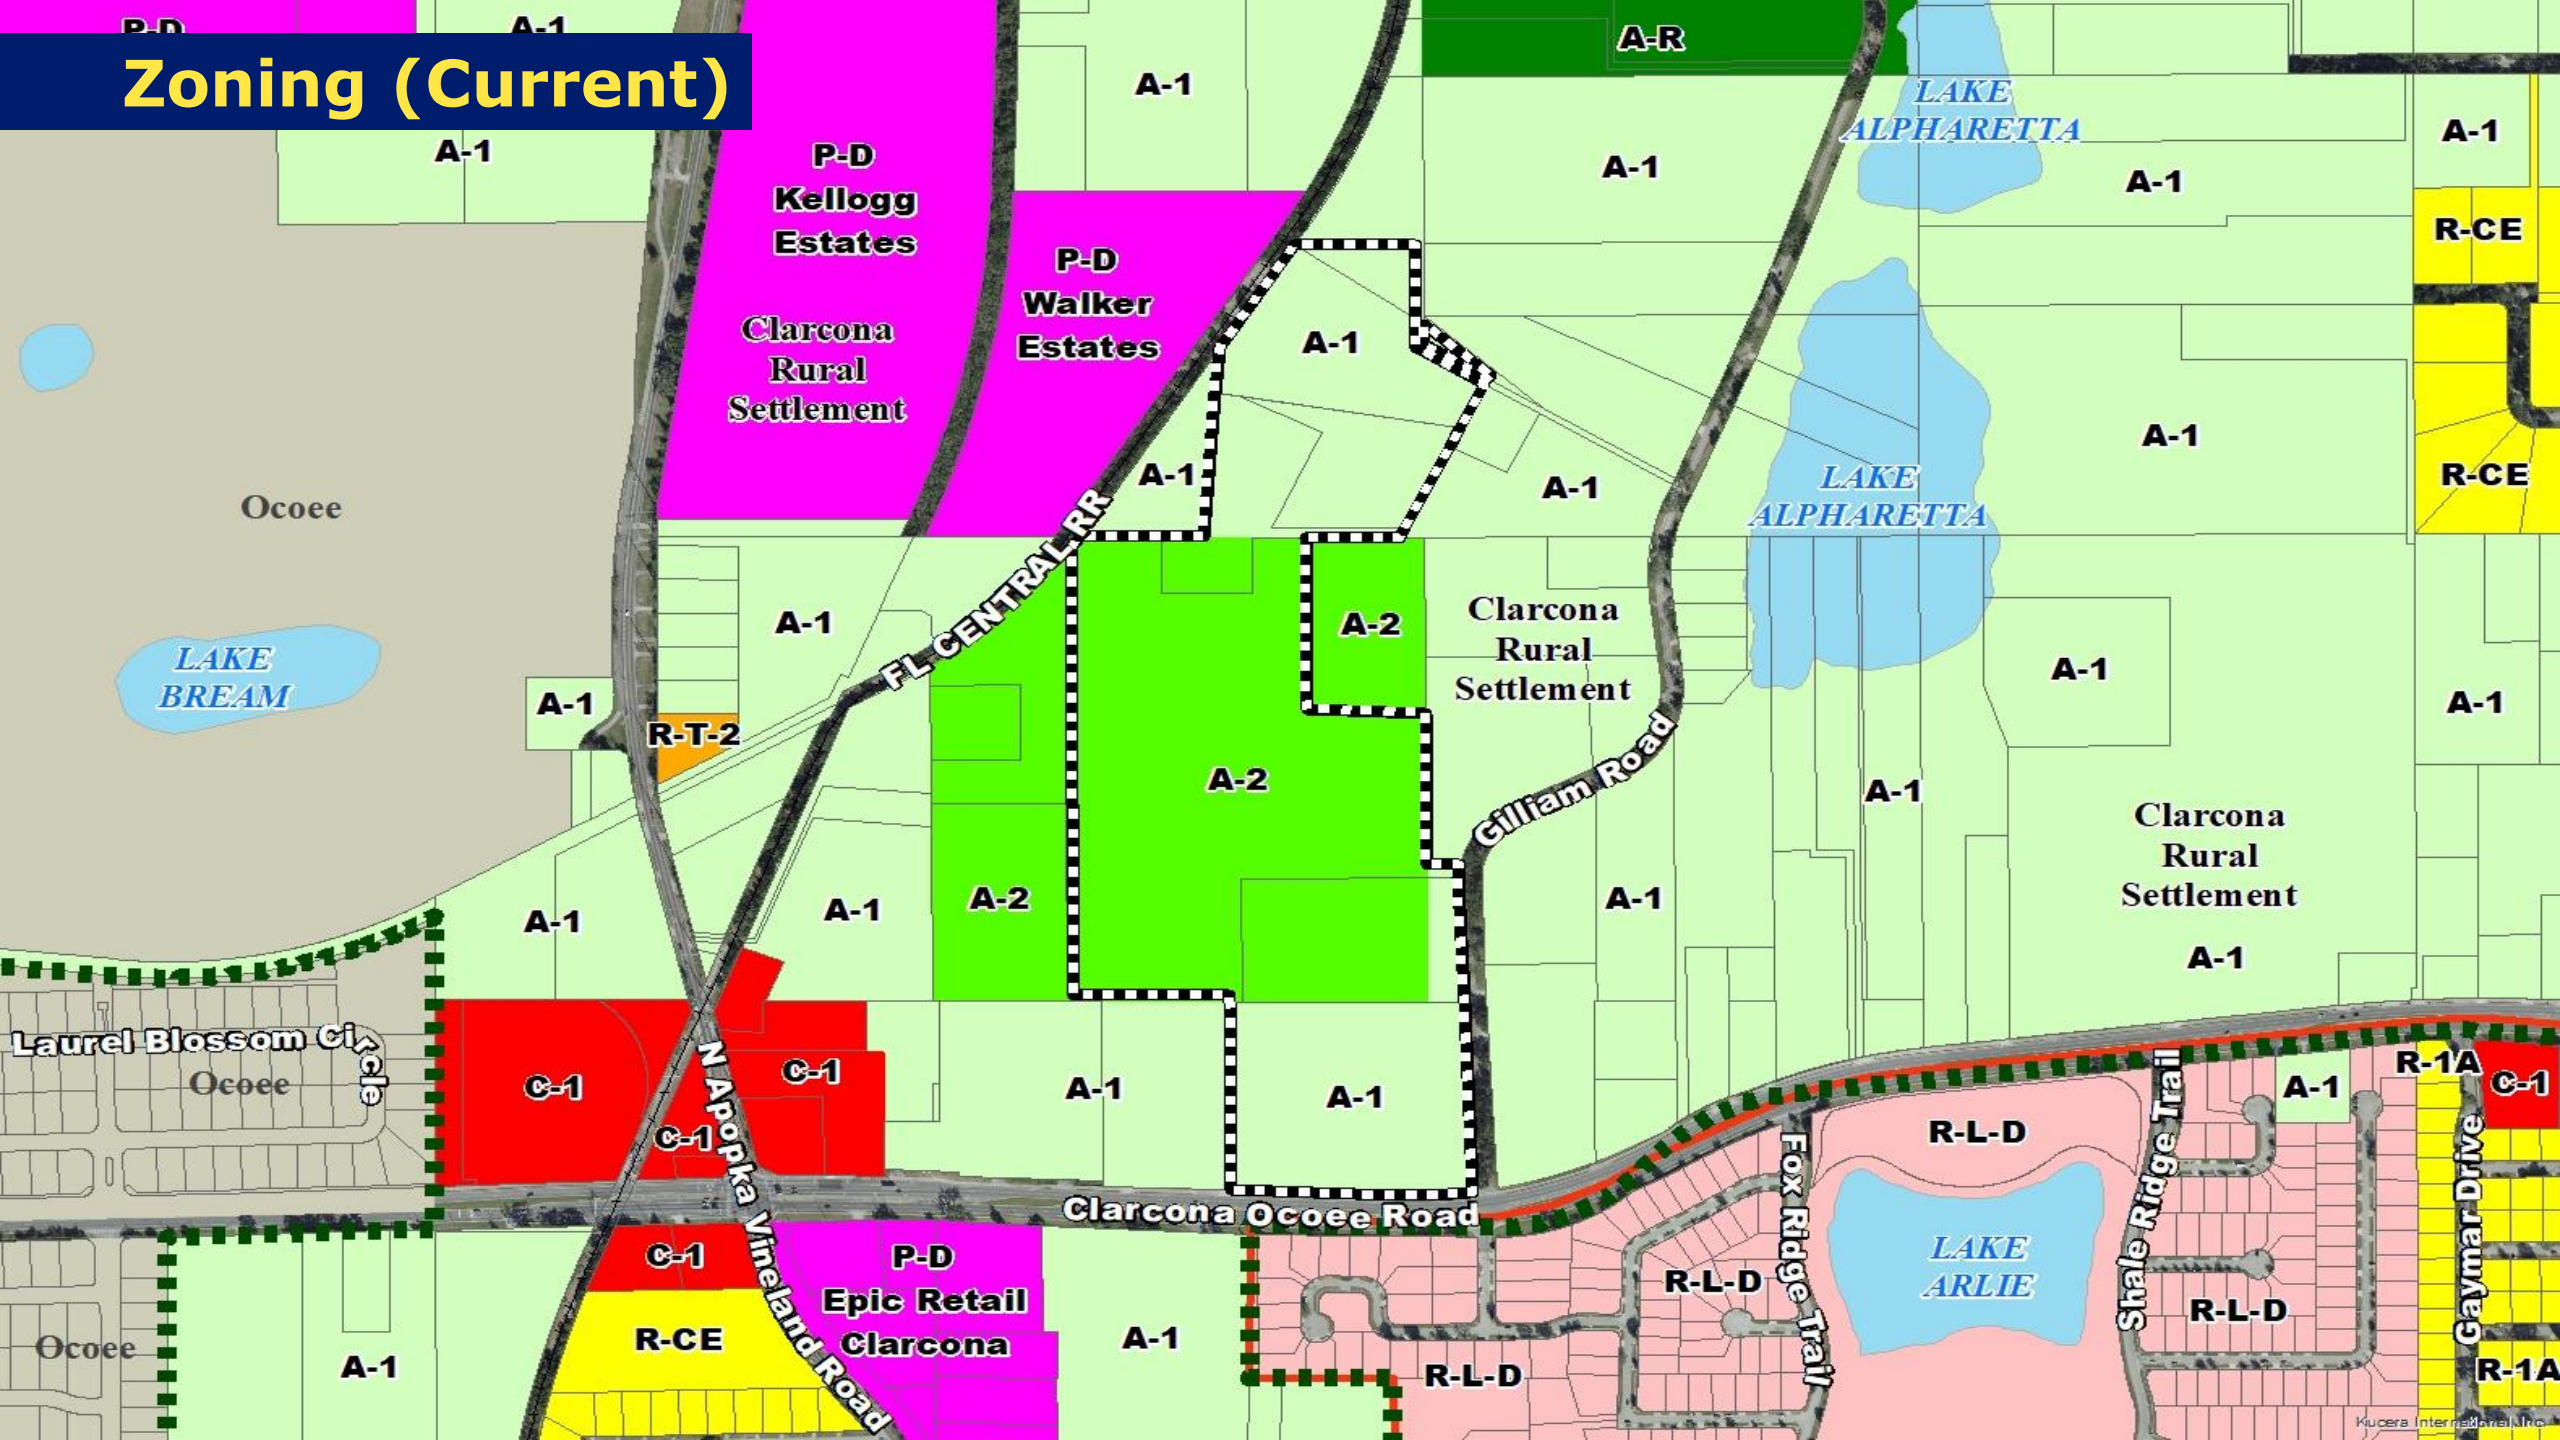 P-D
A-1
Zoning (Current)
A-R
A-1
LAKE
ALPHARETTA
A-1
A-1
P-D
Kellogg
Estates
A-1
A-1
R-CE
P-D
Walker
Estates
Clarcona
Rural
Settlement
A-1
A-1
A-1
A-1
LAKE
ALPHARETTA
R-CE
Ocoee
FL CENTRAL RR
A-1
A-2
Clarcona
Rural
Settlement
LAKE
BREAM
A-1
R-T-2
A-1
A-1
A-2
Gilliam Road
A-1
Clarcona
Rural
Settlement
A-1
A-1
A-2
A-1
A-1
Laurel Blossom Circle
Ocoee
C-1
C-1
C-1
N Apopka Vineland Road
A-1
A-1
R-1A
C-1
A-1
R-L-D
Clarcona Ocoee Road
Fox Ridge Trail
Shale Ridge Trail
Gaymar Drive
C-1
P-D
Epic Retail
Clarcona
R-L-D
LAKE
ARLIE
R-L-D
Ocoee
A-1
R-CE
A-1
R-L-D
R-1A
Kucera International, Inc